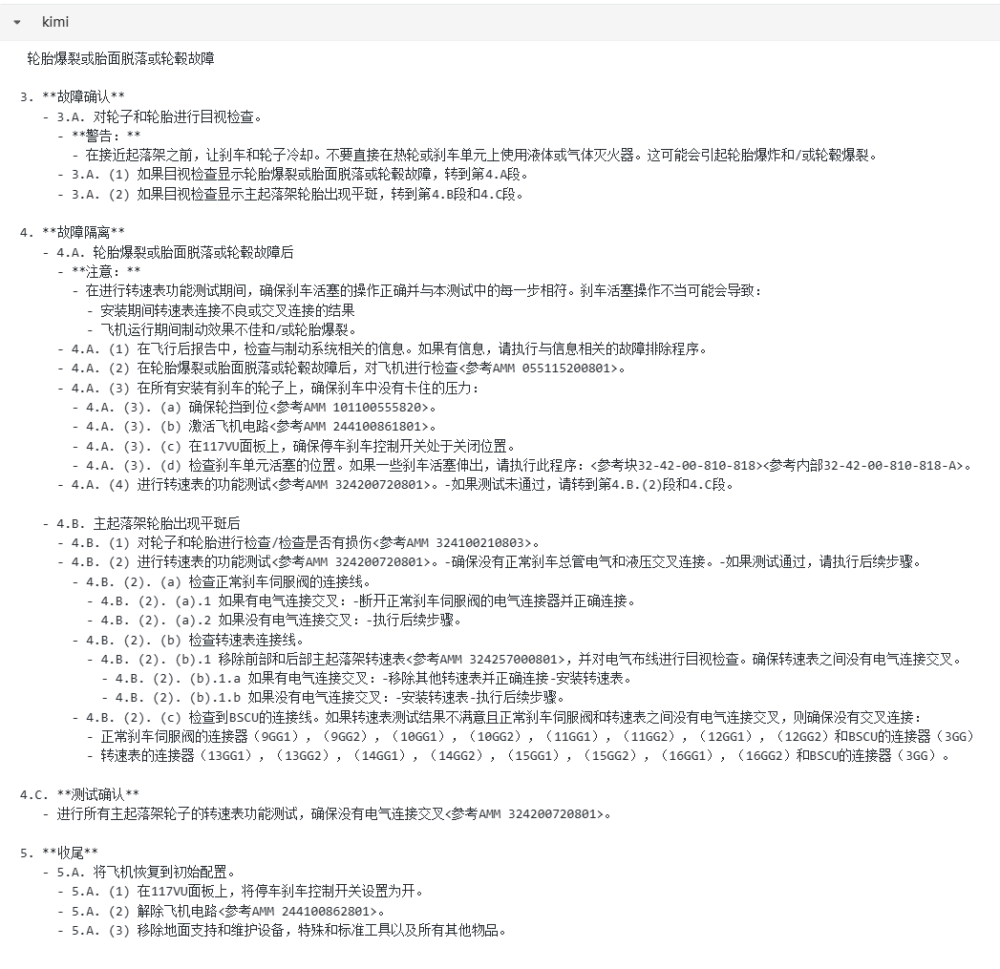 kimi
轮胎爆裂或胎面脱落或轮毂故障
3. **故障确认**
- 3.A. 对轮子和轮胎进行目视检查。
- **警告：**
- 在接近起落架之前，让刹车和轮子冷却。不要直接在热轮或刹车单元上使用液体或气体灭火器。这可能会引起轮胎爆炸和/或轮毂爆裂。
- 3.A. (1) 如果目视检查显示轮胎爆裂或胎面脱落或轮毂故障，转到第4.A段。
- 3.A. (2) 如果目视检查显示主起落架轮胎出现平斑，转到第4.B段和4.C段。
4. **故障隔离**
- 4.A. 轮胎爆裂或胎面脱落或轮毂故障后
- **注意：**
- 在进行转速表功能测试期间，确保刹车活塞的操作正确并与本测试中的每一步相符。刹车活塞操作不当可能会导致：
- 安装期间转速表连接不良或交叉连接的结果
- 飞机运行期间制动效果不佳和/或轮胎爆裂。
- 4.A. (1) 在飞行后报告中，检查与制动系统相关的信息。如果有信息，请执行与信息相关的故障排除程序。
- 4.A. (2) 在轮胎爆裂或胎面脱落或轮毂故障后，对飞机进行检查<参考AMM 055115200801>。
- 4.A. (3) 在所有安装有刹车的轮子上，确保刹车中没有卡住的压力：
- 4.A. (3). (a) 确保轮挡到位<参考AMM 101100555820>。
- 4.A. (3). (b) 激活飞机电路<参考AMM 244100861801>。
- 4.A. (3). (c) 在117VU面板上，确保停车刹车控制开关处于关闭位置。
- 4.A. (3). (d) 检查刹车单元活塞的位置。如果一些刹车活塞伸出，请执行此程序：<参考块32-42-00-810-818><参考内部32-42-00-810-818-A>。
- 4.A. (4) 进行转速表的功能测试<参考AMM 324200720801>。-如果测试未通过，请转到第4.B.(2)段和4.C段。
- 4.B. 主起落架轮胎出现平斑后
- 4.B. (1) 对轮子和轮胎进行检查/检查是否有损伤<参考AMM 324100210803>。
- 4.B. (2) 进行转速表的功能测试<参考AMM 324200720801>。-确保没有正常刹车总管电气和液压交叉连接。-如果测试通过，请执行后续步骤。
- 4.B. (2). (a) 检查正常刹车伺服阀的连接线。
- 4.B. (2). (a).1 如果有电气连接交叉：-断开正常刹车伺服阀的电气连接器并正确连接。
- 4.B. (2). (a).2 如果没有电气连接交叉：-执行后续步骤。
- 4.B. (2). (b) 检查转速表连接线。
- 4.B. (2). (b).1 移除前部和后部主起落架转速表<参考AMM 324257000801>，并对电气布线进行目视检查。确保转速表之间没有电气连接交叉。
- 4.B. (2). (b).1.a 如果有电气连接交叉：-移除其他转速表并正确连接-安装转速表。
- 4.B. (2). (b).1.b 如果没有电气连接交叉：-安装转速表-执行后续步骤。
- 4.B. (2). (c) 检查到BSCU的连接线。如果转速表测试结果不满意且正常刹车伺服阀和转速表之间没有电气连接交叉，则确保没有交叉连接：
- 正常刹车伺服阀的连接器（9GG1），（9GG2），（10GG1），（10GG2），（11GG1），（11GG2），（12GG1），（12GG2）和BSCU的连接器（3GG）
- 转速表的连接器（13GG1），（13GG2），（14GG1），（14GG2），（15GG1），（15GG2），（16GG1），（16GG2）和BSCU的连接器（3GG）。
4.C. **测试确认**
- 进行所有主起落架轮子的转速表功能测试，确保没有电气连接交叉<参考AMM 324200720801>。
5. **收尾**
- 5.A. 将飞机恢复到初始配置。
- 5.A. (1) 在117VU面板上，将停车刹车控制开关设置为开。
- 5.A. (2) 解除飞机电路<参考AMM 244100862801>。
- 5.A. (3) 移除地面支持和维护设备，特殊和标准工具以及所有其他物品。